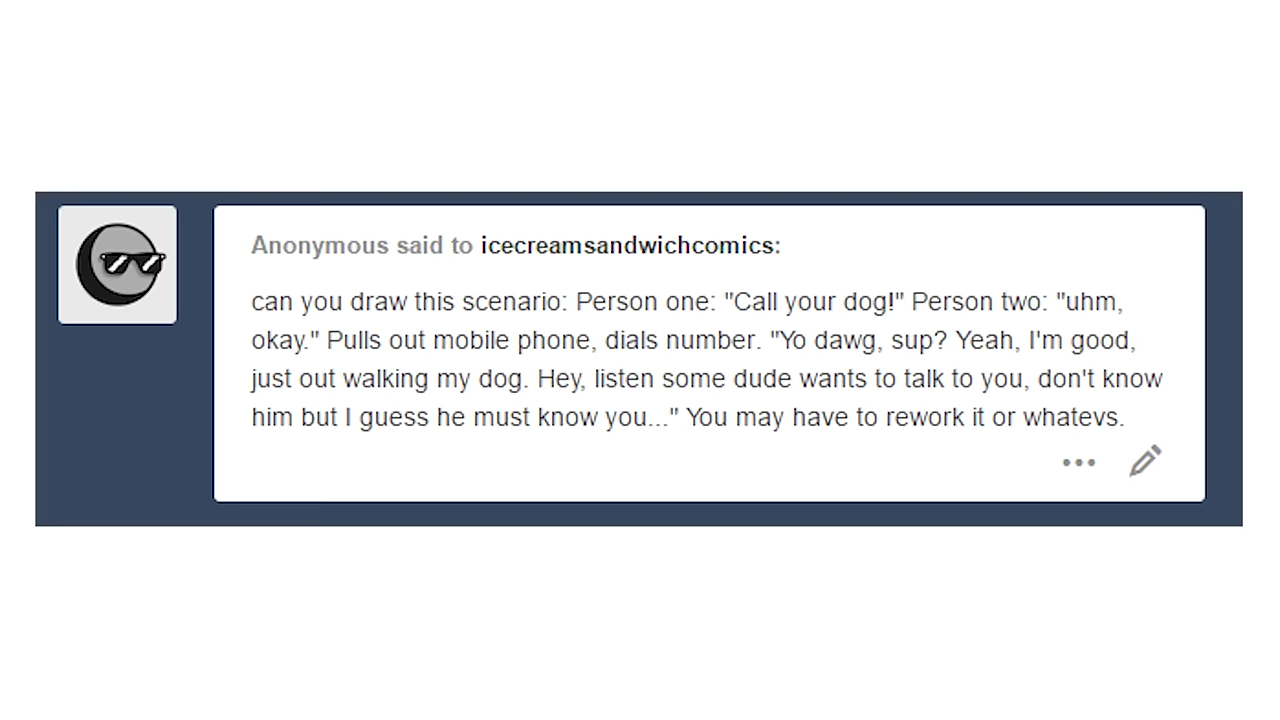 Anonymous said to icecreamsandwichcomics:
can you draw this scenario: Person one: "Call your dog!" Person two: "uhm,
okay." Pulls out mobile phone, dials number. "Yo dawg, sup? Yeah, I'm good,
just out walking my dog. Hey, listen some dude wants to talk to you, don't know
him but I guess he must know you..." You may have to rework it or whatevs.